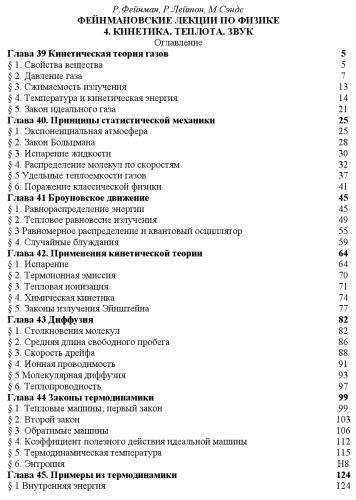 Р. Фейнман, Р.Лейтон, М.Сэндс
ФЕЙНМАНОВСКИЕ ЛЕКЦИИ ПО ФИЗИКЕ
4. КИНЕТИКА. ТЕПЛОТА. ЗВУК
Оглавление
Глава 39 Кинетическая теория газов 5
§ 1. Свойства вещества 5
§ 2. Давление газа 7
§ 3. Сжимаемость излучения 13
§ 4. Температура и кинетическая энергия 14
§ 5. Закон идеального газа 21
Глава 40. Принципы статистической механики 25
§ 1. Экспоненциальная атмосфера 25
§ 2. Закон Больцмана 28
§ 3. Испарение жидкости 30
§ 4. Распределение молекул по скоростям 32
§ 5 Удельные теплоемкости газов 37
§ 6. Поражение классической физики 41
Глава 41 Броуновское движение 45
§ 1. Равнораспределение энергии 45
§ 2. Тепловое равновесие излучения 49
§ 3 Равномерное распределение и квантовый осциллятор 55
§ 4. Случайные блуждания 59
Глава 42. Применения кинетической теории 64
§ 1. Испарение 64
§ 2. Термоионная эмиссия 70
§ 3. Тепловая ионизация 71
§ 4. Химическая кинетика 74
§ 5. Законы излучения Эйнштейна 77
Глава 43 Диффузия 82
§ 1. Столкновения молекул 82
§ 2. Средняя длина свободного пробега 86
§ 3. Скорость дрейфа 88
§ 4. Ионная проводимость 91
§ 5 Молекулярная диффузия 93
§ 6. Теплопроводность 97
Глава 44 Законы термодинамики 99
§ 1. Тепловые машины; первый закон 99
§ 2. Второй закон 103
§ 3. Обратимые машины 106
§ 4. Коэффициент полезного действия идеальной машины 112
§ 5. Термодинамическая температура 115
§ 6. Энтропия Н8
Глава 45. Примеры из термодинамики 124
§ 1 Внутренняя энергия 124